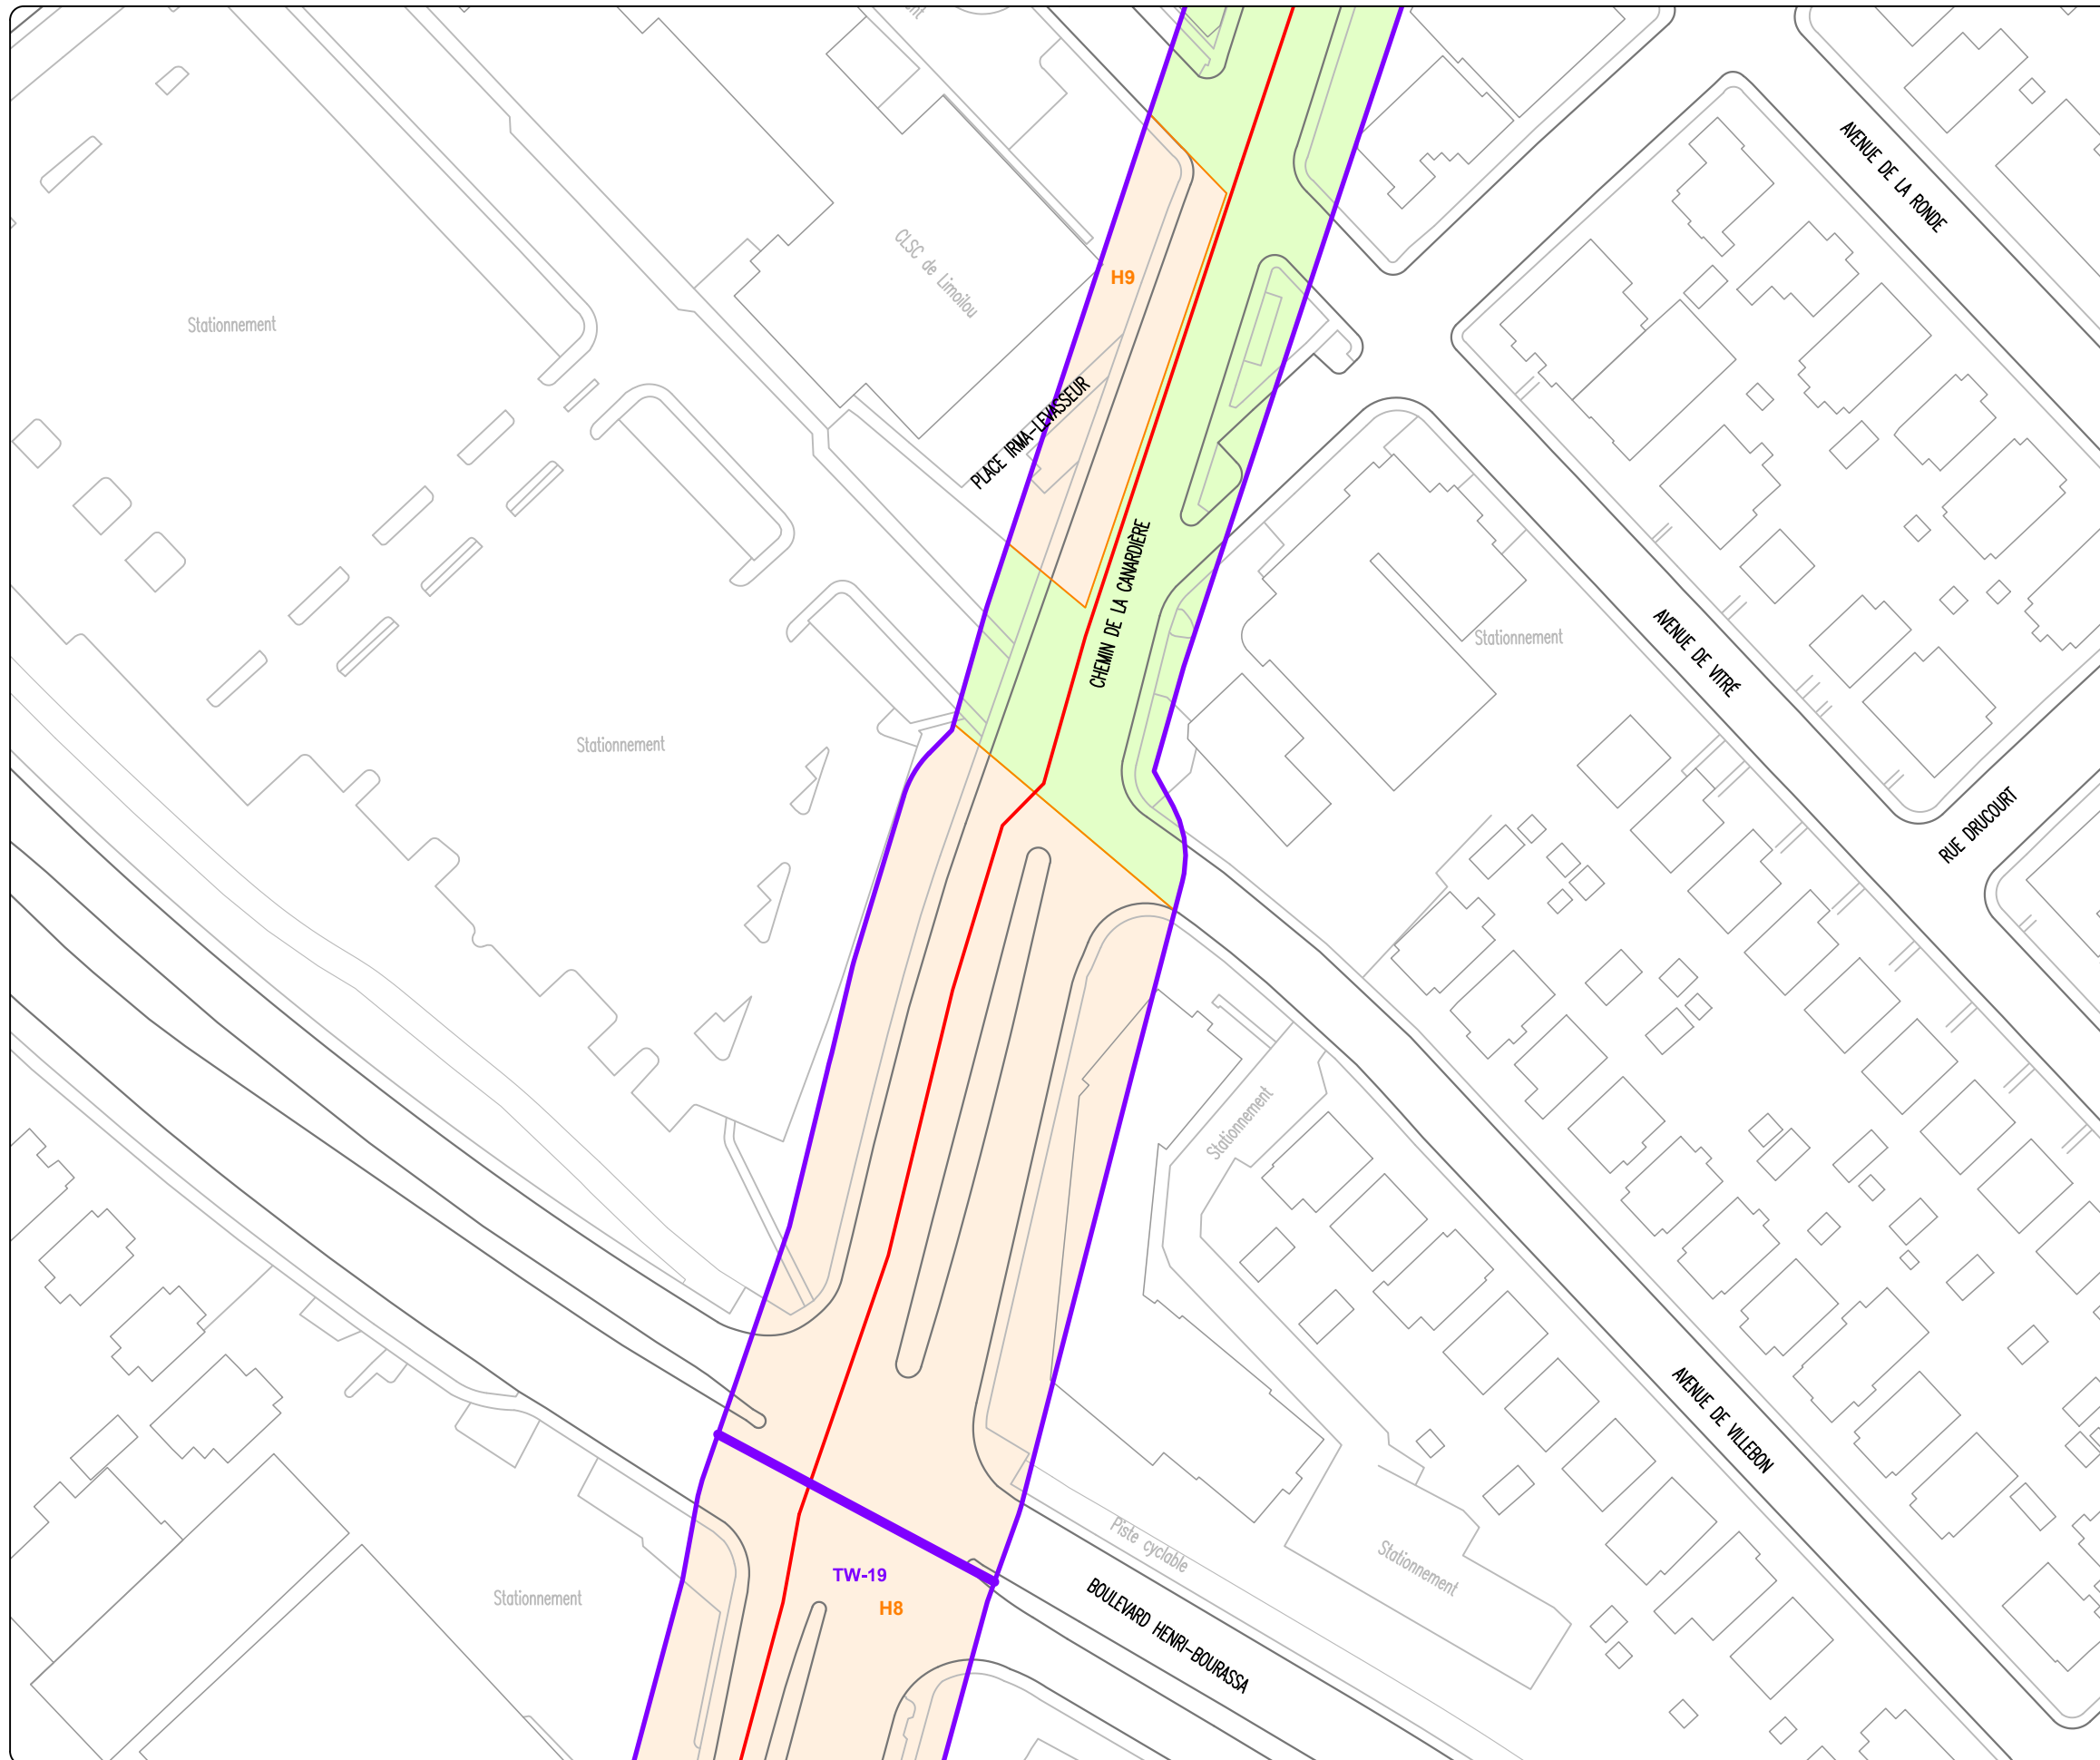 nt
AVENUE DE LA RONDE
CLSC de Limoilou
H9
Stationnement
PLACE IRMA-LEVASSEUR
CHEMIN DE LA CANARDIÈRE
Stationnement
AVENUE DE VITRÉ
Stationnement
RUE DRUCOURT
Stationnement
AVENUE DE VILLEBON
Piste cyclable
Stationnement
TW-19
Stationnement
H8
BOULEVARD HENRI-BOURASSA